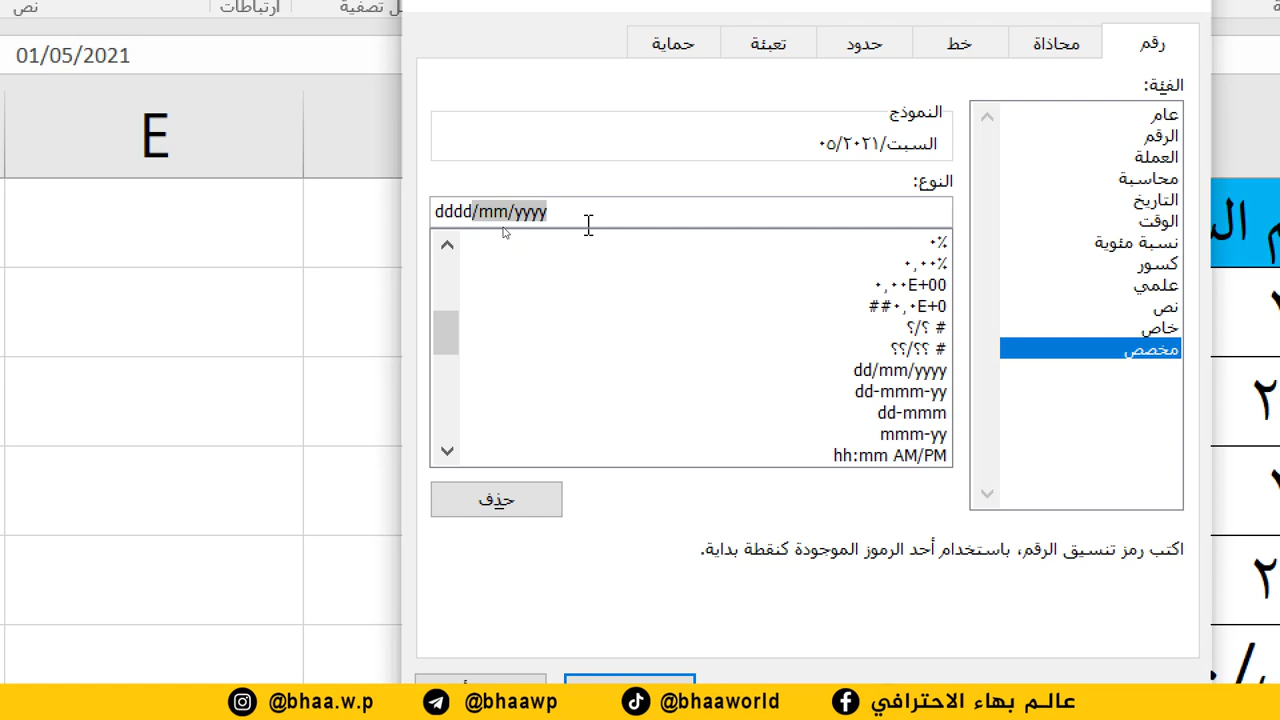 نص
ارتباطات
تصفية
01/05/2021
E
رقم
محاذاة
خط
حدود
تعبئة
حماية
الفئة:
عام
الرقم
العملة
محاسبة
التاريخ
الوقت
نسبة مئوية
كسور
علمي
نص
خاص
مخصص
النموذج
السبت/٠٥/٢٠٢١
النوع:
dddd/mm/yyyy
٠%
٠,٠٠%
٠,٠٠E+00
##٠,٠E+0
# ؟/؟
# ؟؟/؟؟
dd/mm/yyyy
dd-mmm-yy
dd-mmm
mmm-yy
hh:mm AM/PM
حذف
اكتب رمز تنسيق الرقم، باستخدام أحد الرموز الموجودة كنقطة بداية.
٢
٢
@bhaa.w.p
@bhaawp
@bhaaworld
عالم بهاء الاحترافي